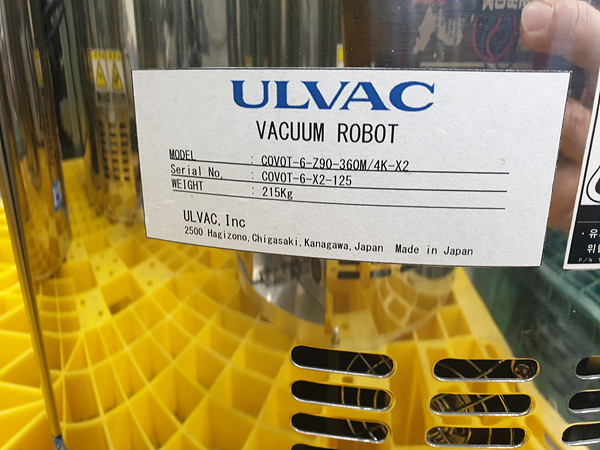 ULVAC
VACUUM ROBOT
MODEL : COVOT-6-Z90-360M/4K-X2
Serial No. : COVOT-6-X2-125
WEIGHT : 215Kg
ULVAC,Inc
2500 Hagizono,Chigasaki,Kanagawa,Japan Made in Japan